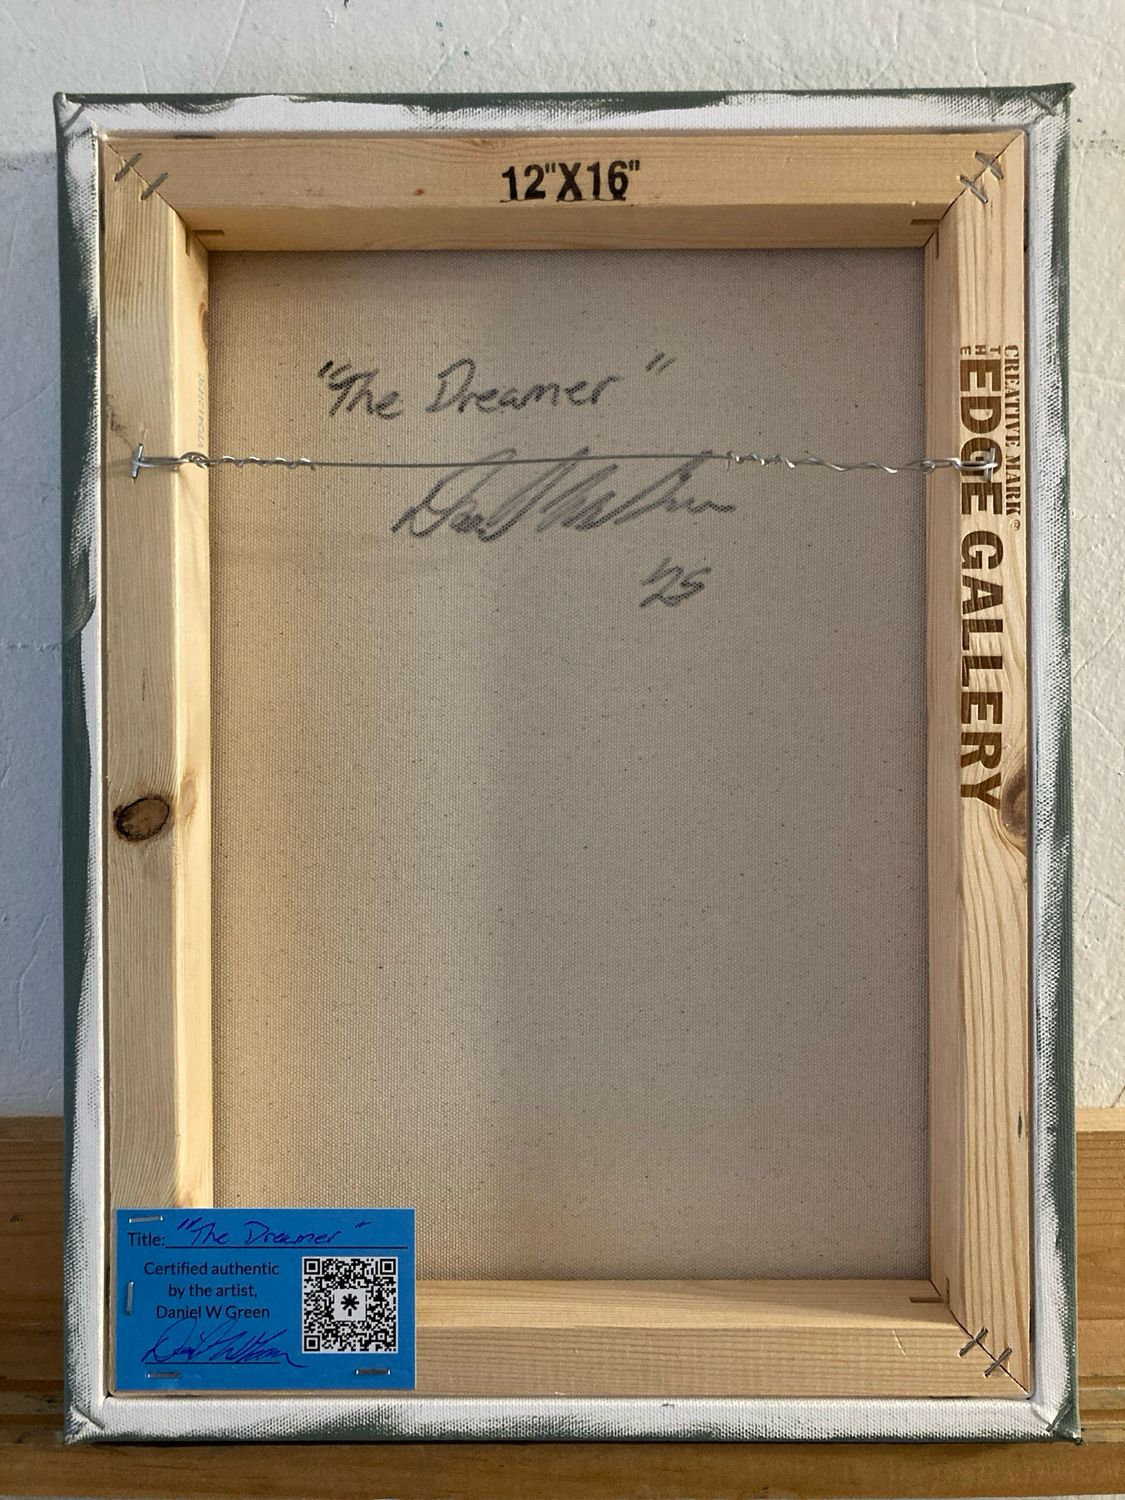 12"X16"
"The Dreamer"
'25
CREATIVE MARK®
THE
EDGE GALLERY
Title: "The Dreamer"
Certified authentic
by the artist,
Daniel W Green